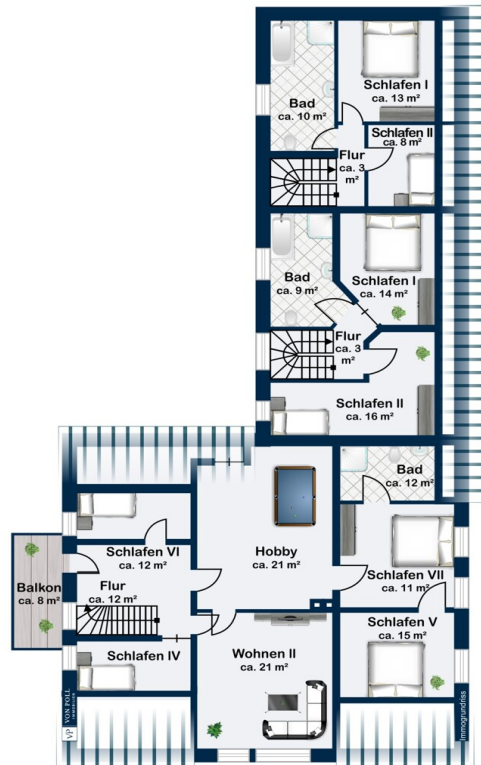 Schlafen I
ca. 13 m²
Bad
ca. 10 m²
Schlafen II
ca. 8 m²
Flur
ca. 3
m²
Bad
ca. 9 m²
Schlafen I
ca. 14 m²
Flur
ca. 3
m²
Schlafen II
ca. 16 m²
Bad
ca. 12 m²
Hobby
ca. 21 m²
Schlafen VI
ca. 12 m²
Schlafen VII
ca. 11 m²
Balkon
ca. 8 m²
Flur
ca. 12 m²
Schlafen V
ca. 15 m²
Schlafen IV
Wohnen II
ca. 21 m²
VP VON POLL
IMMOBILIEN
Immogrundriss